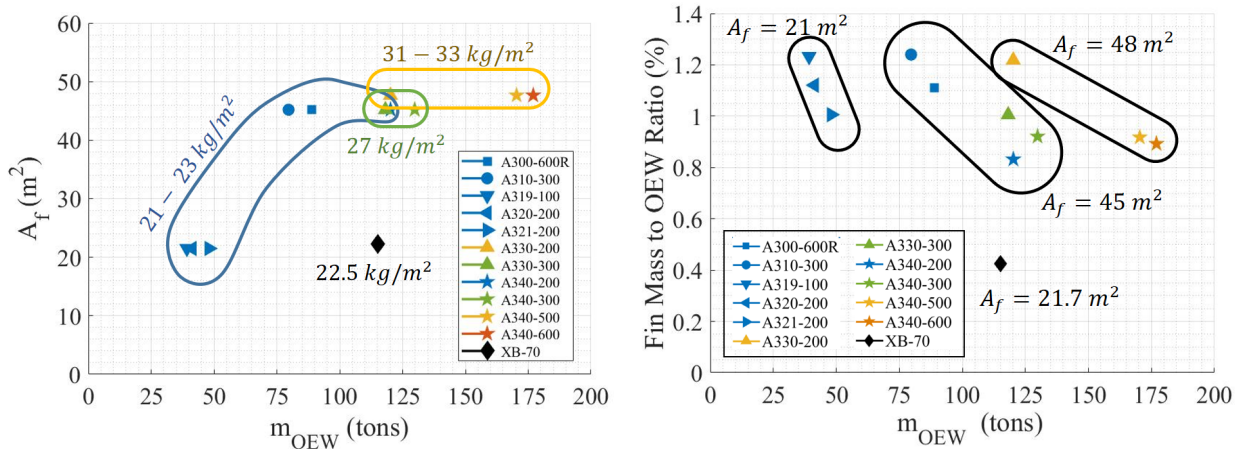 60
50
40
30
20
10
0
A_f (m²)
0 25 50 75 100 125 150 175 200
m_OEW (tons)
31 − 33 kg/m²
21 − 23 kg/m²
27 kg/m²
22.5 kg/m²
A300-600R
A310-300
A319-100
A320-200
A321-200
A330-200
A330-300
A340-200
A340-300
A340-500
A340-600
XB-70
1.4
1.2
1
0.8
0.6
0.4
0.2
0
Fin Mass to OEW Ratio (%)
0 50 100 150 200
m_OEW (tons)
A_f = 21 m²
A_f = 48 m²
A_f = 45 m²
A_f = 21.7 m²
A300-600R
A310-300
A319-100
A320-200
A321-200
A330-200
A330-300
A340-200
A340-300
A340-500
A340-600
XB-70